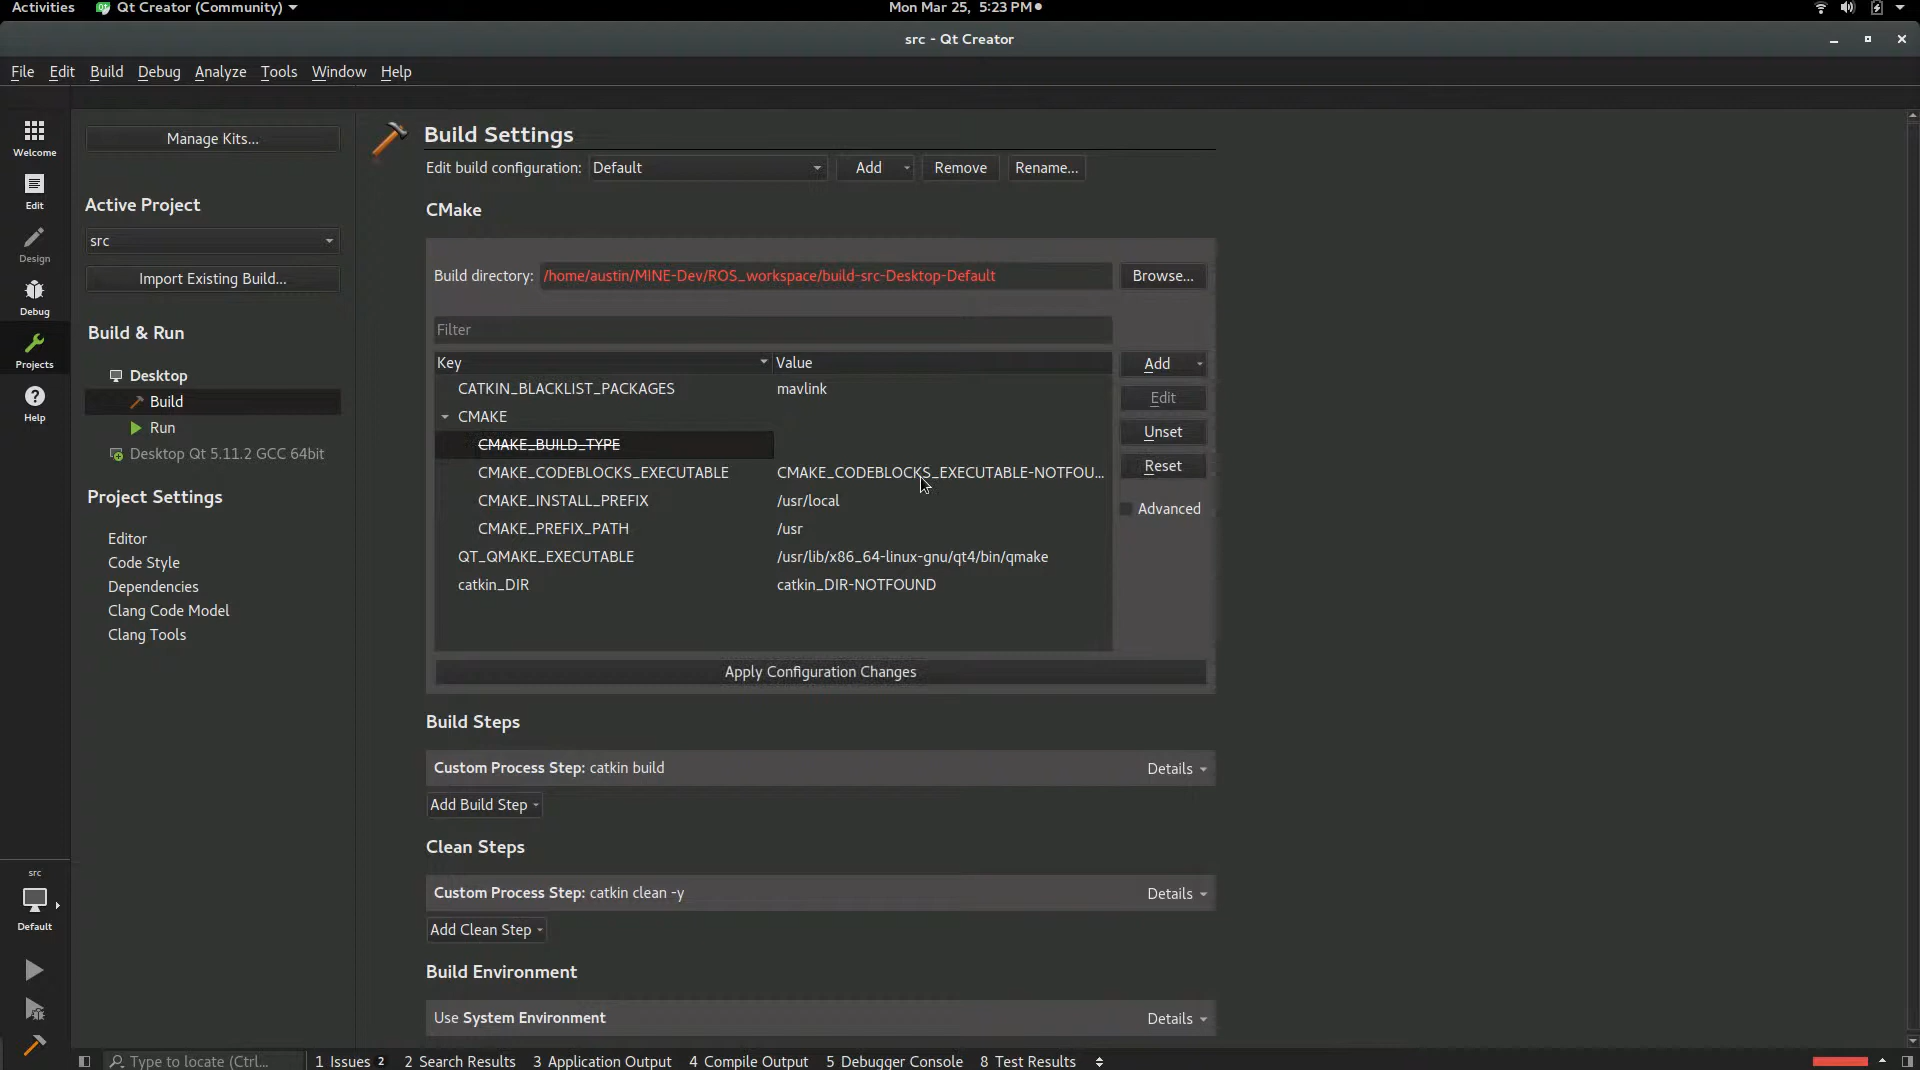 Activities Qt Creator (Community) Mon Mar 25, 5:23 PM
src - Qt Creator
File Edit Build Debug Analyze Tools Window Help
Welcome
Edit
Design
Debug
Projects
Help
src
Default
Manage Kits...
Active Project
src
Import Existing Build...
Build & Run
Desktop
Build
Run
Desktop Qt 5.11.2 GCC 64bit
Project Settings
Editor
Code Style
Dependencies
Clang Code Model
Clang Tools
Build Settings
Edit build configuration: Default Add Remove Rename...
CMake
Build directory: /home/austin/MINE-Dev/ROS_workspace/build-src-Desktop-Default Browse...
Filter
Key Value
CATKIN_BLACKLIST_PACKAGES mavlink
CMAKE
CMAKE_BUILD_TYPE
CMAKE_CODEBLOCKS_EXECUTABLE CMAKE_CODEBLOCKS_EXECUTABLE-NOTFOU...
CMAKE_INSTALL_PREFIX /usr/local
CMAKE_PREFIX_PATH /usr
QT_QMAKE_EXECUTABLE /usr/lib/x86_64-linux-gnu/qt4/bin/qmake
catkin_DIR catkin_DIR-NOTFOUND
Add
Edit
Unset
Reset
Advanced
Apply Configuration Changes
Build Steps
Custom Process Step: catkin build Details
Add Build Step
Clean Steps
Custom Process Step: catkin clean -y Details
Add Clean Step
Build Environment
Use System Environment Details
Type to locate (Ctrl... 1 Issues 2 2 Search Results 3 Application Output 4 Compile Output 5 Debugger Console 8 Test Results